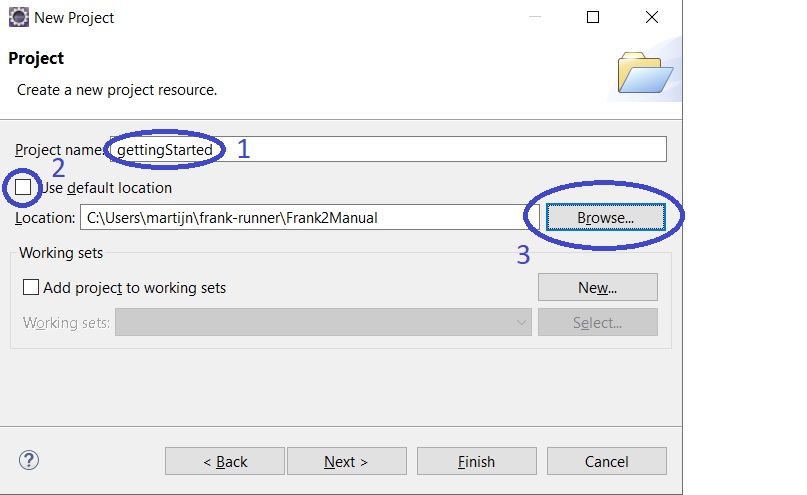 New Project
Project
Create a new project resource.
Project name: gettingStarted 1
2
Use default location
Location: C:\Users\martijn\frank-runner\Frank2Manual Browse...
3
Working sets
Add project to working sets New...
Working sets: Select...
? < Back Next > Finish Cancel